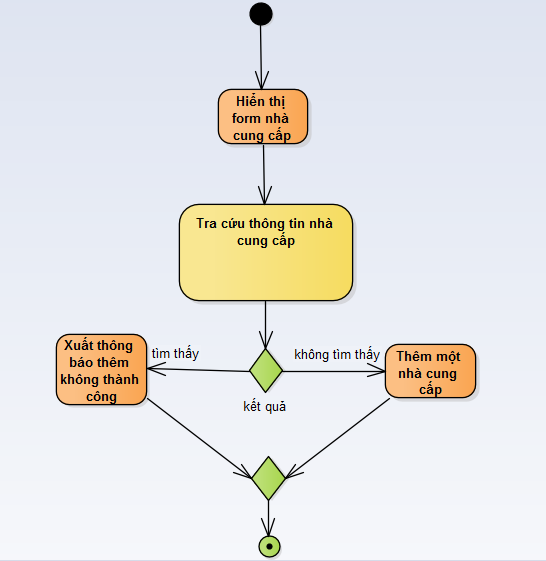 Hiển thị
form nhà
cung cấp
Tra cứu thông tin nhà
cung cấp
Xuất thông
báo thêm
không thành
công
tìm thấy
không tìm thấy
Thêm một
nhà cung
cấp
kết quả